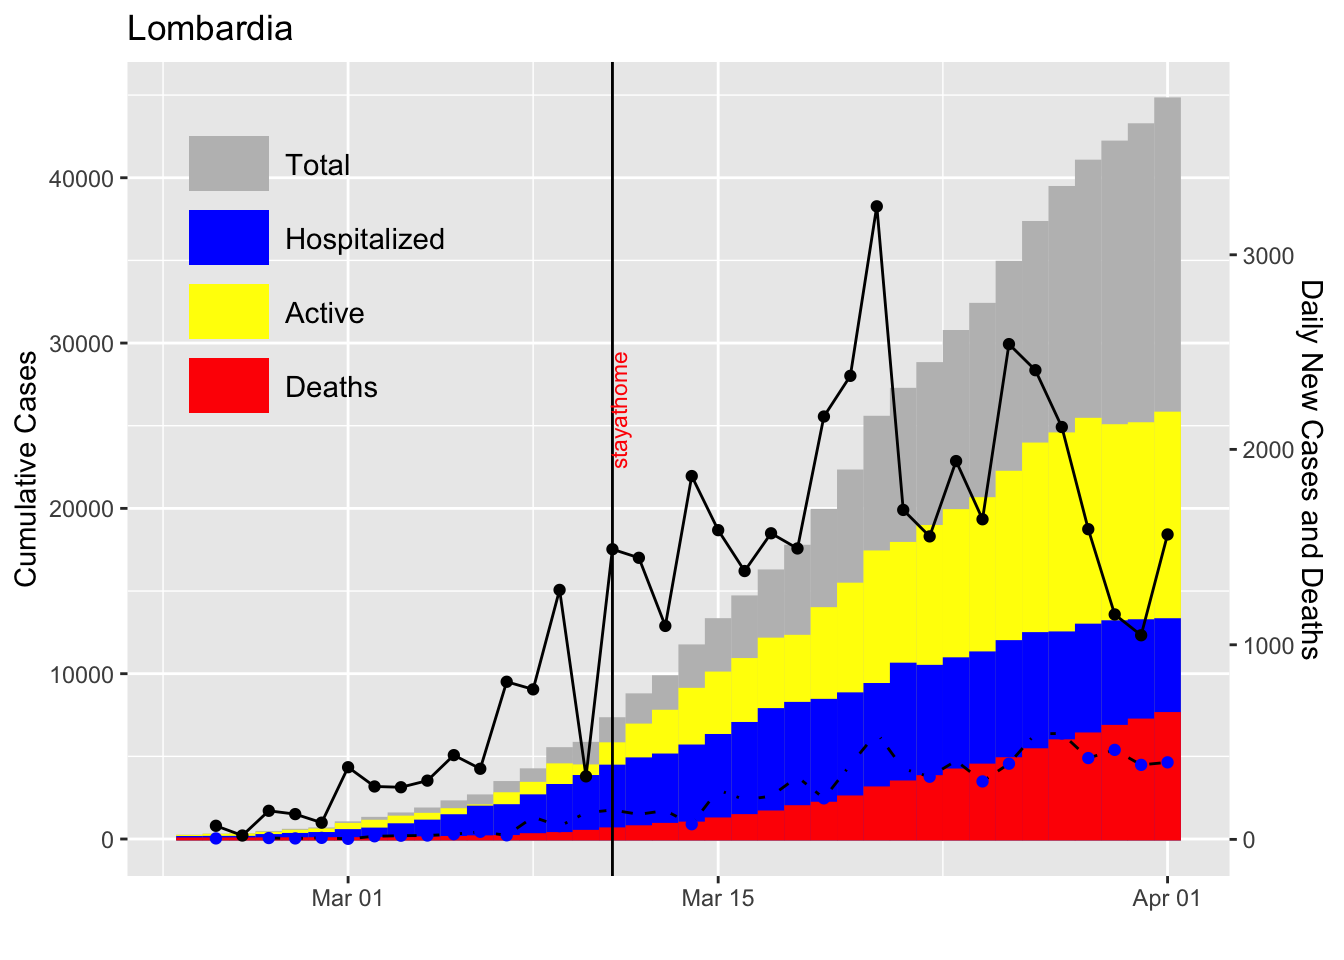 Lombardia
Total
Hospitalized
Active
Deaths
stayathome
Cumulative Cases
40000
30000
20000
10000
0
3000
2000
1000
0
Daily New Cases and Deaths
Mar 01
Mar 15
Apr 01